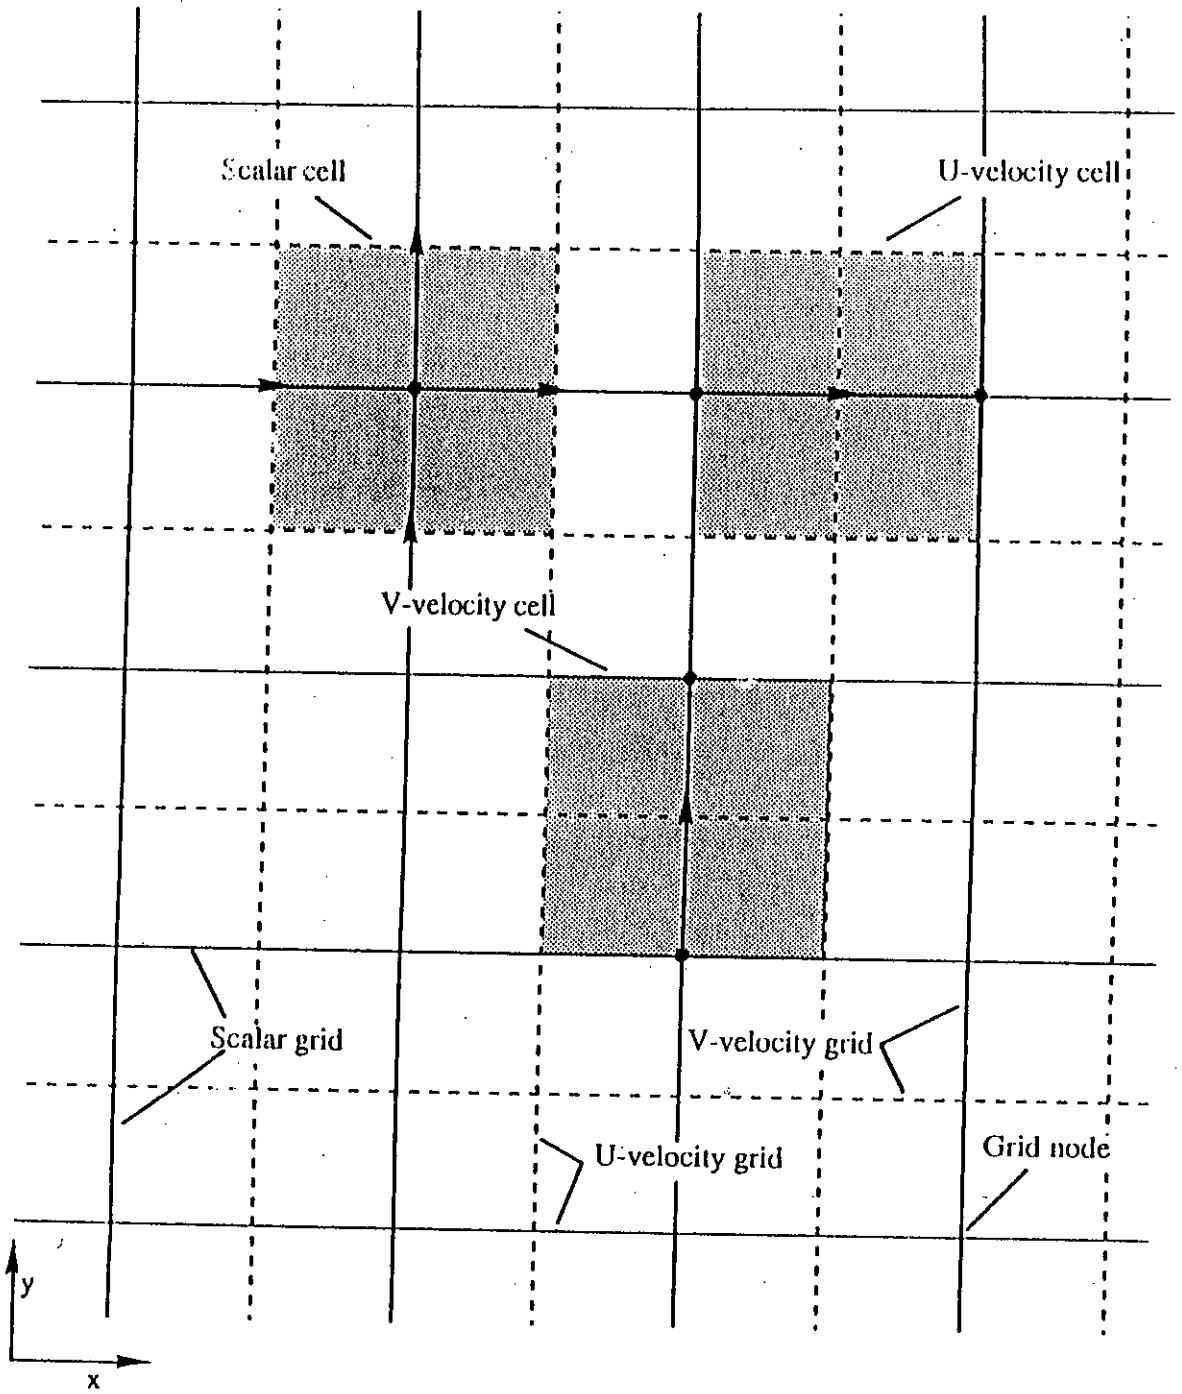 Scalar cell
U-velocity cell
V-velocity cell
Scalar grid
V-velocity grid
U-velocity grid
Grid node
y
x